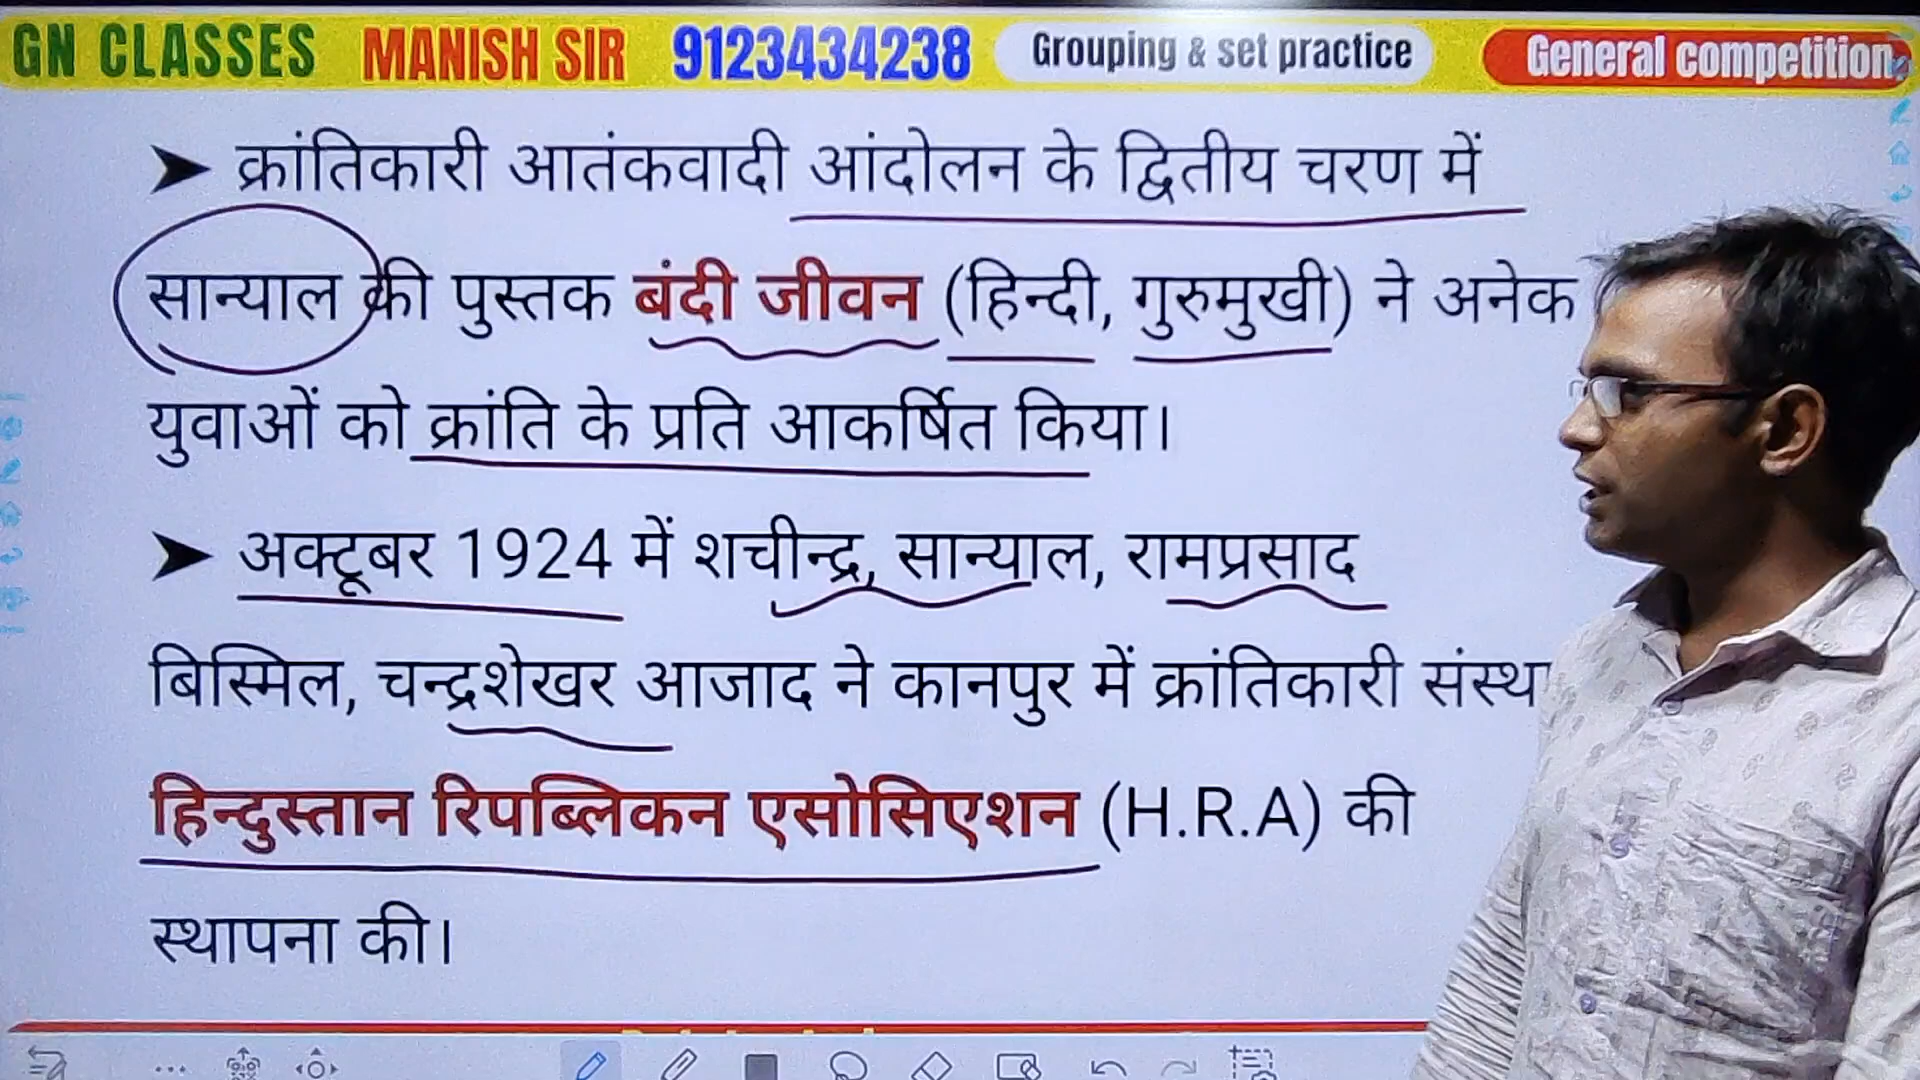 GN CLASSES MANISH SIR 9123434238 Grouping & set practice General competition
➤ क्रांतिकारी आतंकवादी आंदोलन के द्वितीय चरण में
सान्याल की पुस्तक बंदी जीवन (हिन्दी, गुरुमुखी) ने अनेक
युवाओं को क्रांति के प्रति आकर्षित किया।
➤ अक्टूबर 1924 में शचीन्द्र, सान्याल, रामप्रसाद
बिस्मिल, चन्द्रशेखर आजाद ने कानपुर में क्रांतिकारी संस्था
हिन्दुस्तान रिपब्लिकन एसोसिएशन (H.R.A) की
स्थापना की।